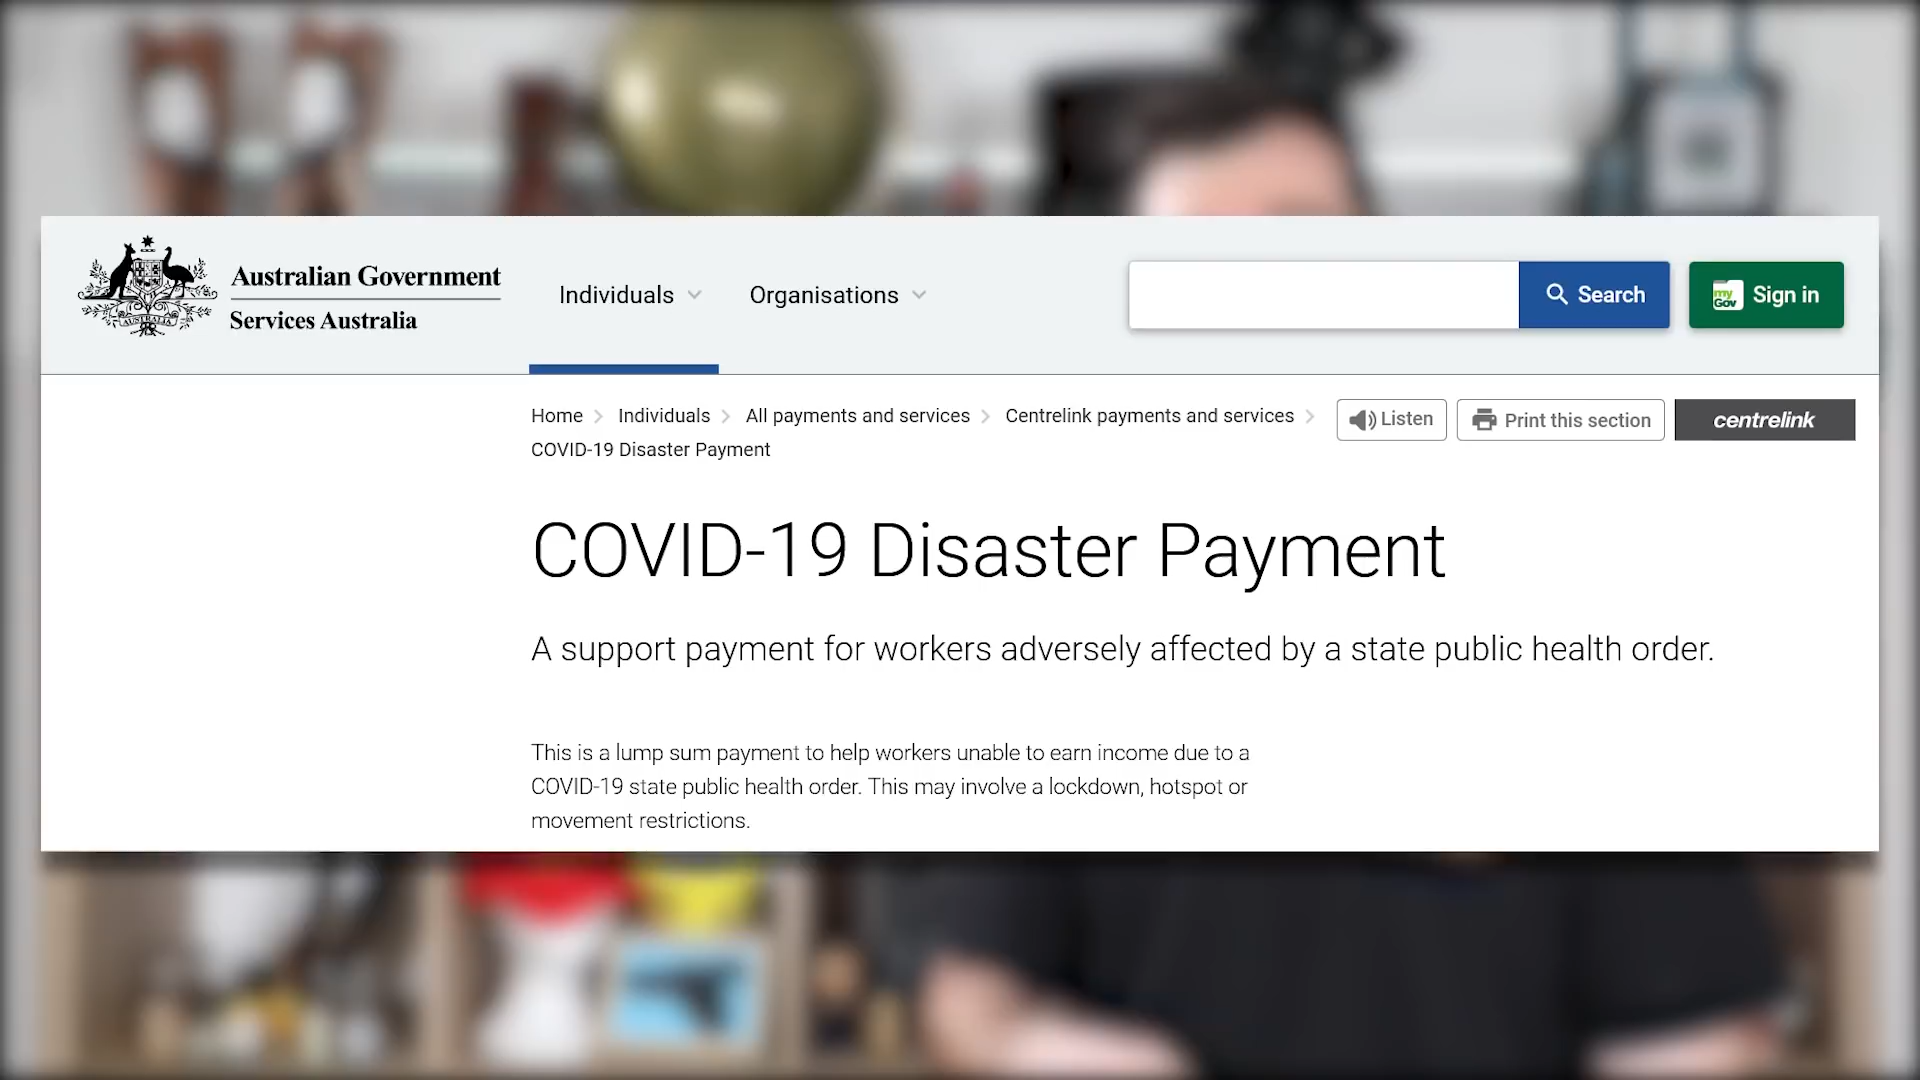 Australian Government
Services Australia
AUSTRALIA
Individuals
Organisations
Search
my
Gov
Sign in
Home > Individuals > All payments and services > Centrelink payments and services >
COVID-19 Disaster Payment
Listen
Print this section
centrelink
COVID-19 Disaster Payment
A support payment for workers adversely affected by a state public health order.
This is a lump sum payment to help workers unable to earn income due to a
COVID-19 state public health order. This may involve a lockdown, hotspot or
movement restrictions.